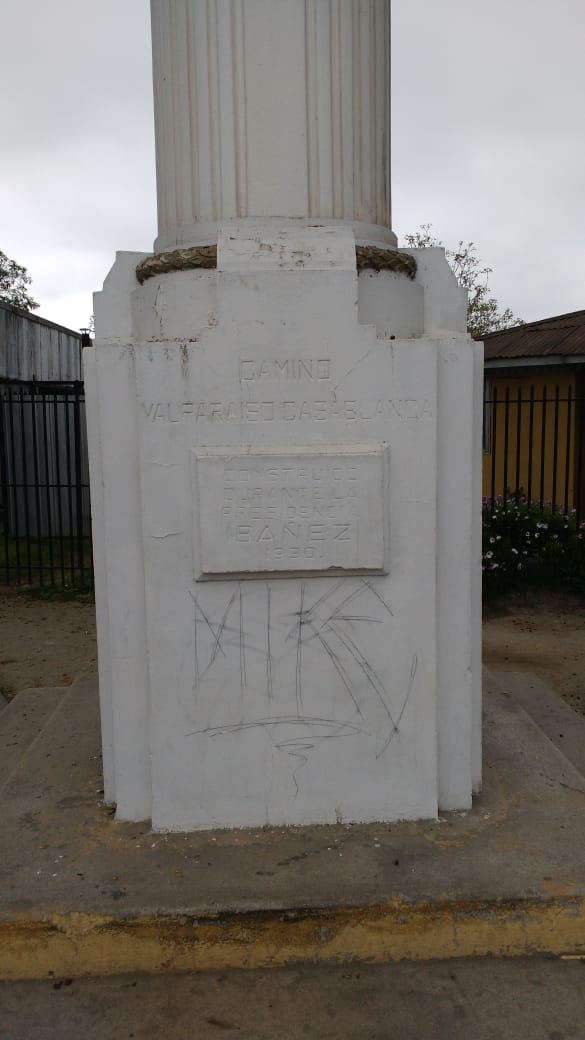 CAMINO
VALPARAISO CASABLANCA
CONSTRUIDO
DURANTE LA
PRESIDENCIA
IBAÑEZ
1930.